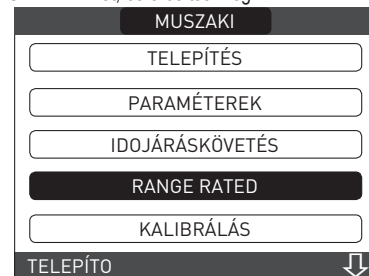 MUSZAKI
TELEPÍTÉS
PARAMÉTEREK
IDOJÁRÁSKÖVETÉS
RANGE RATED
KALIBRÁLÁS
TELEPÍTO